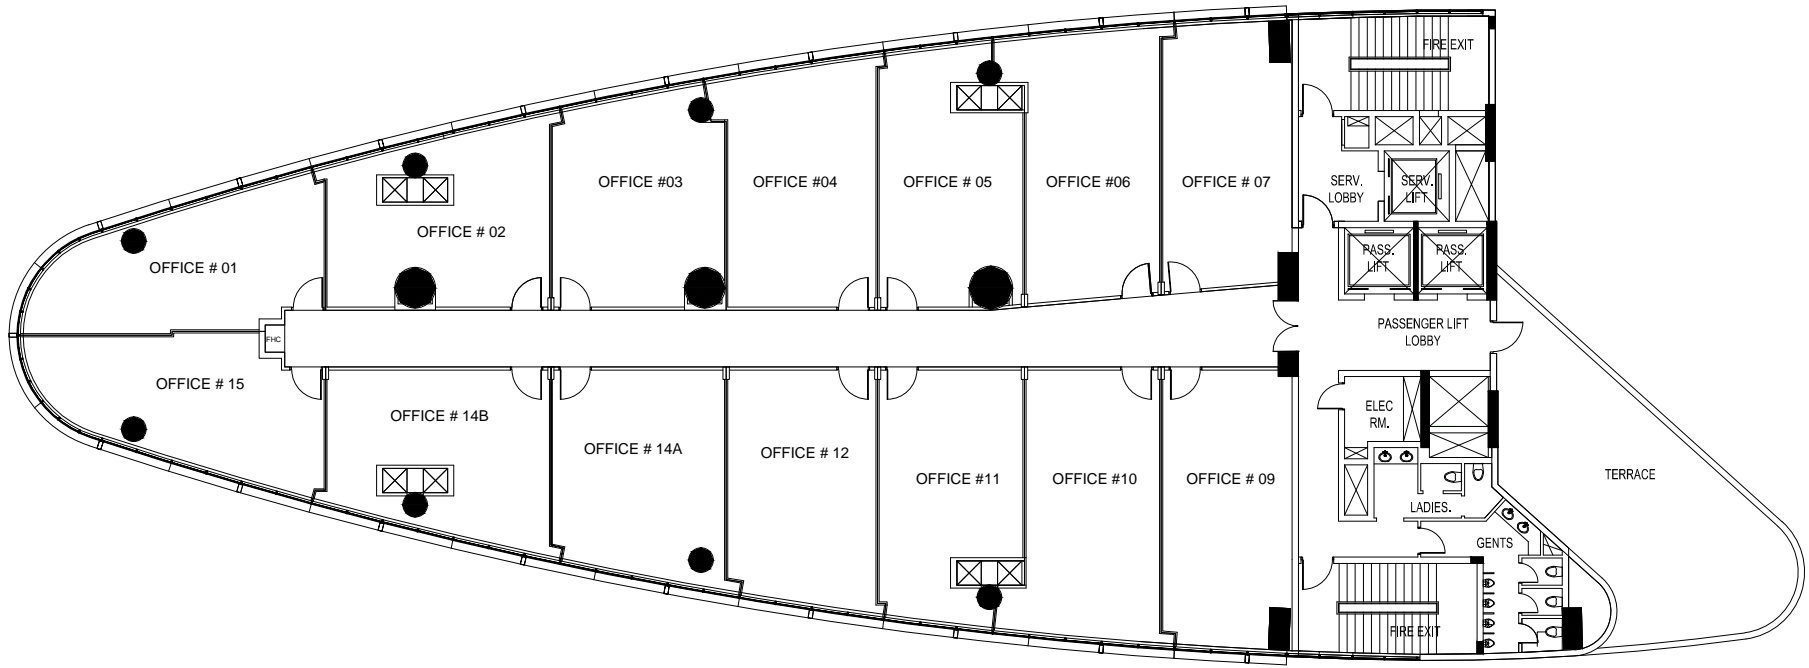 FIRE EXIT
OFFICE #03
OFFICE #04
OFFICE # 05
OFFICE #06
OFFICE # 07
SERV.
LOBBY
SERV.
LIFT
OFFICE # 02
OFFICE # 01
PASS.
LIFT
PASS.
LIFT
FHC
PASSENGER LIFT
LOBBY
OFFICE # 15
OFFICE # 14B
OFFICE # 14A
OFFICE # 12
OFFICE #11
OFFICE #10
OFFICE # 09
ELEC
RM.
LADIES.
GENTS
TERRACE
FIRE EXIT